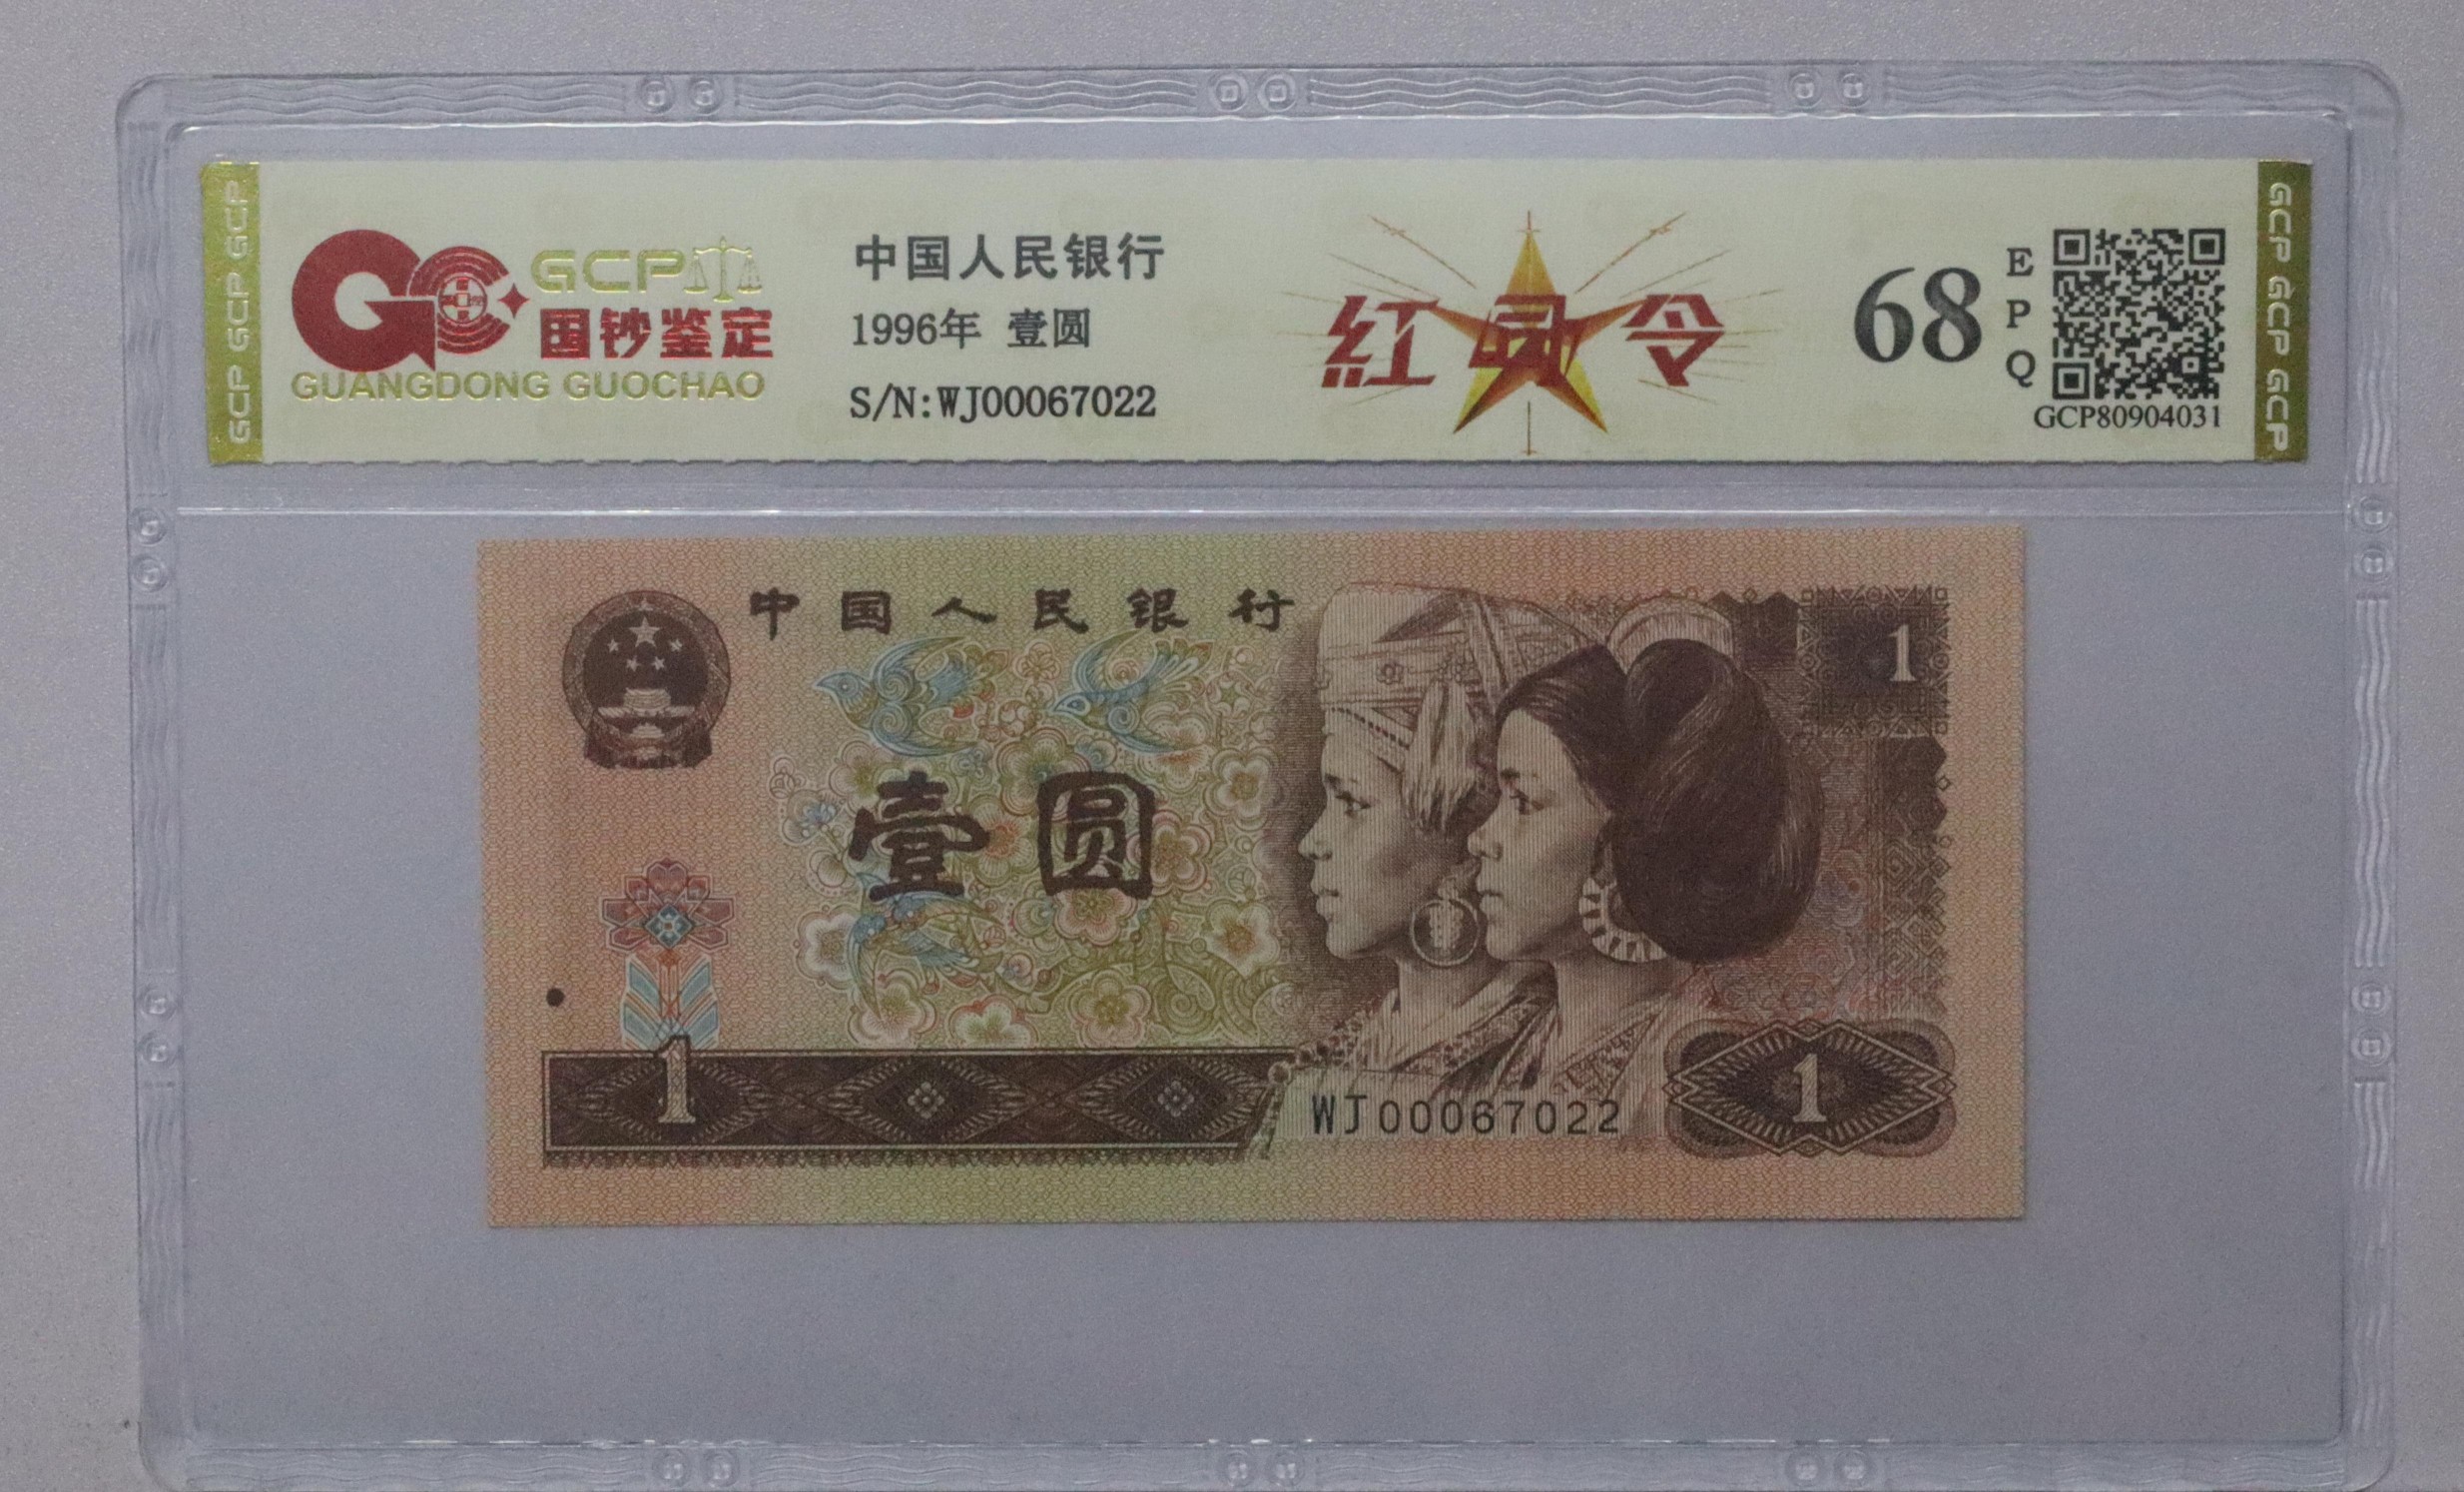 GCP GCP GCP
GCP
国钞鉴定
GUANGDONG GUOCHAO
中国人民银行
1996年 壹圆
S/N:WJ00067022
紅 令
68
E
P
Q
GCP80904031
GCP GCP GCP
中国人民银行
1
壹圆
1
WJ00067022
1